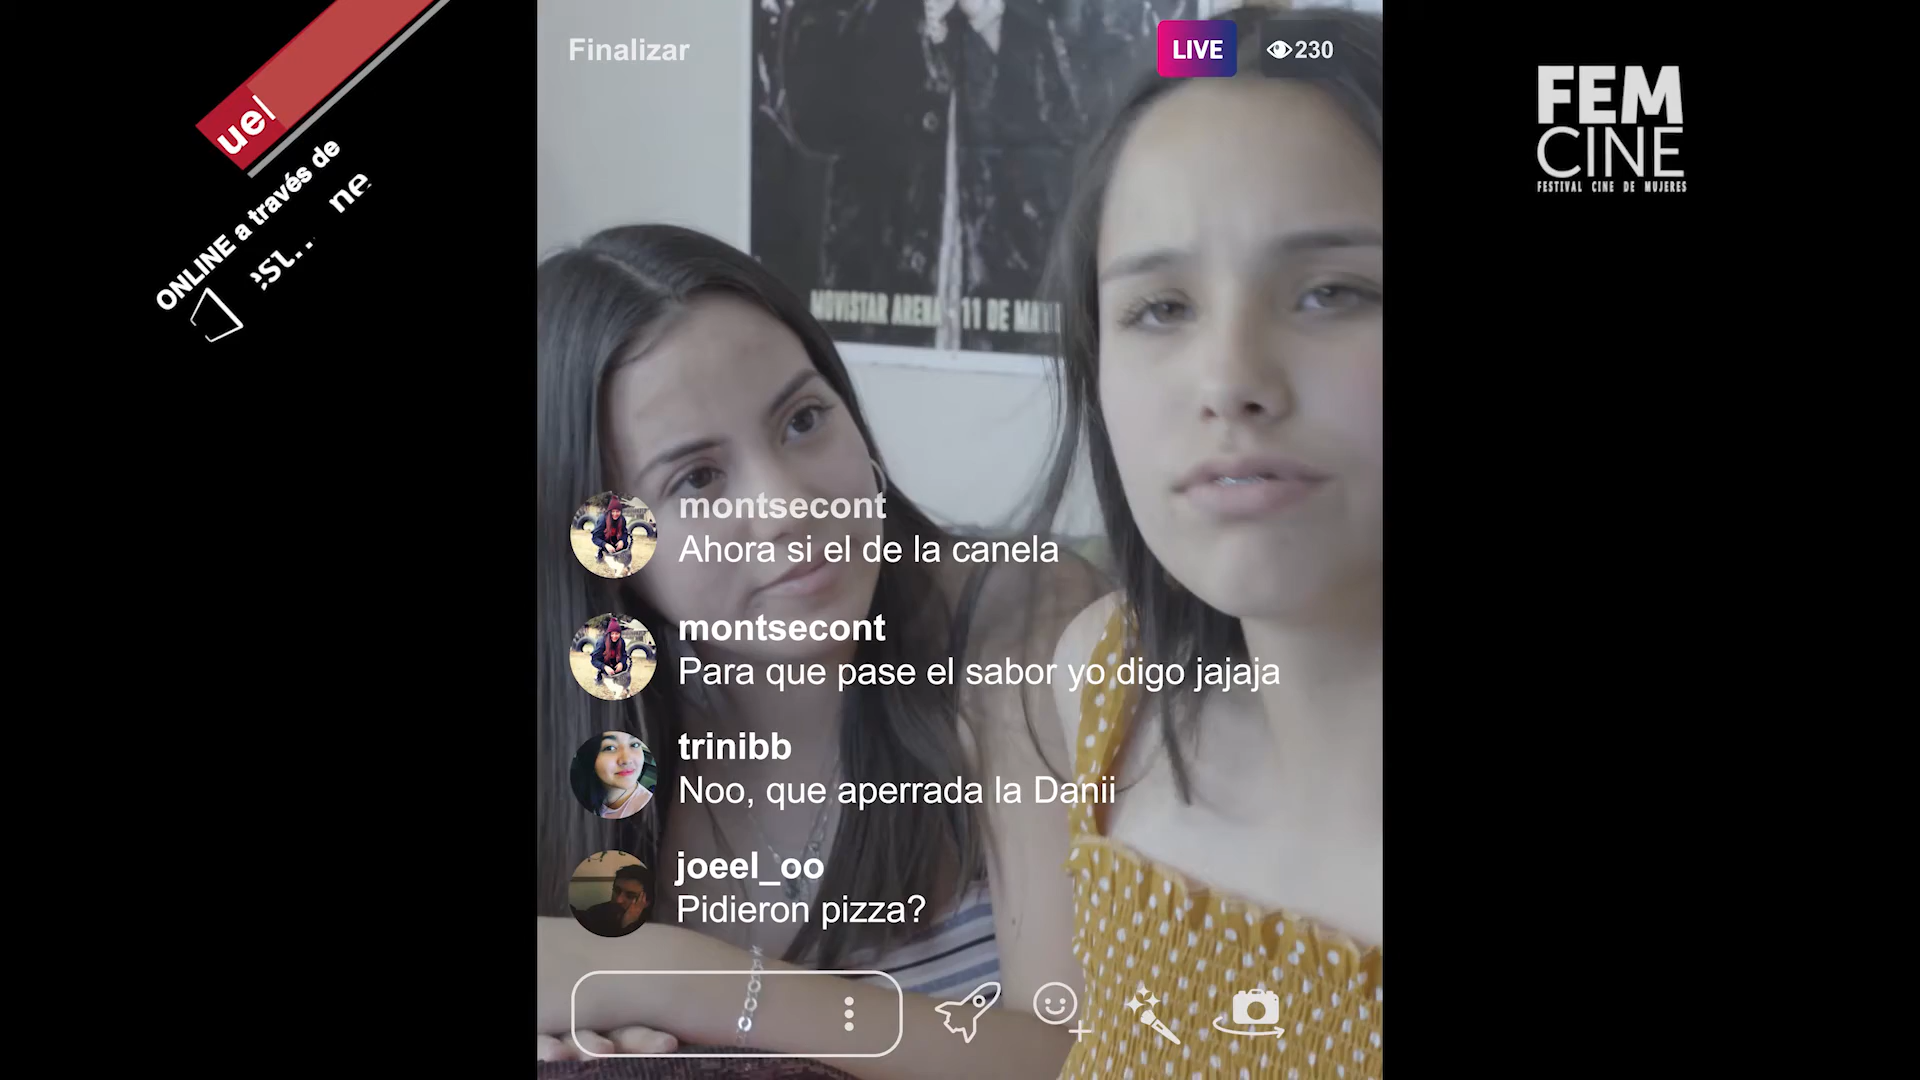 Finalizar
LIVE
230
FEM
CINE
FESTIVAL CINE DE MUJERES
uel
ONLINE a través de
ne
MOVISTAR ARENA 11 DE
montsecont
Ahora si el de la canela
montsecont
Para que pase el sabor yo digo jajaja
trinibb
Noo, que aperrada la Danii
joeel_oo
Pidieron pizza?